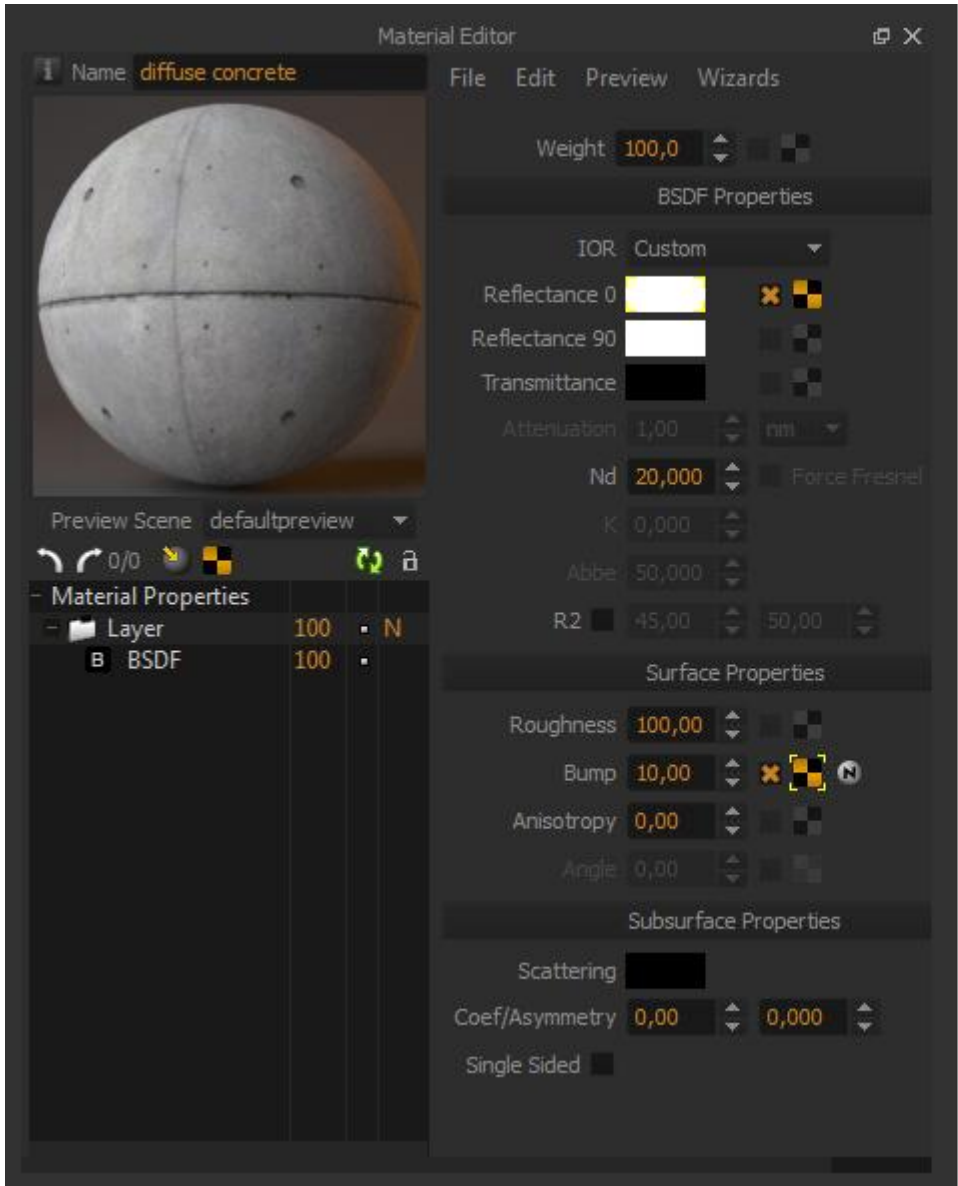 Material Editor
Name diffuse concrete
File Edit Preview Wizards
Weight 100,0
BSDF Properties
IOR Custom
Reflectance 0
Reflectance 90
Transmittance
Attenuation 1,00 nm
Nd 20,000 Force Fresnel
K 0,000
Abbe 50,000
R2 45,00 50,00
Surface Properties
Roughness 100,00
Bump 10,00 N
Anisotropy 0,00
Angle 0,00
Subsurface Properties
Scattering
Coef/Asymmetry 0,00 0,000
Single Sided
Preview Scene defaultpreview
0/0
Material Properties
Layer 100 N
B BSDF 100